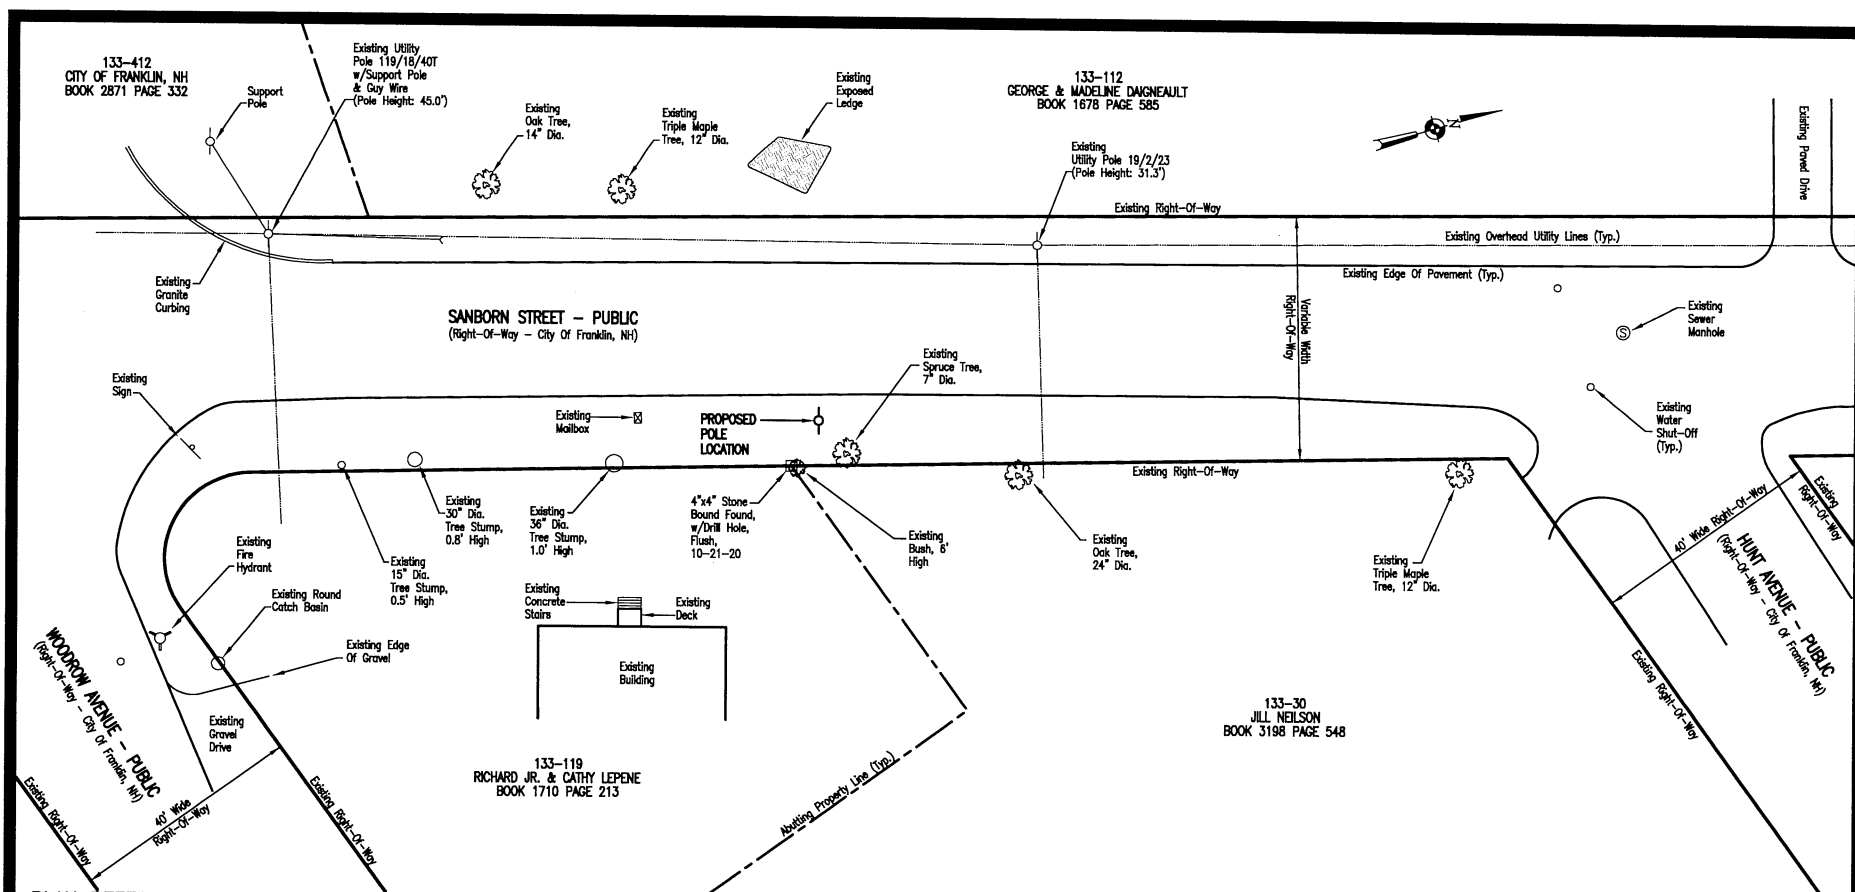 133-412
CITY OF FRANKLIN, NH
BOOK 2871 PAGE 332
Support
Pole
Existing Utility
Pole 119/18/40T
w/Support Pole
& Guy Wire
(Pole Height: 45.0')
Existing
Oak Tree,
14" Dia.
Existing
Triple Maple
Tree, 12" Dia.
Existing
Exposed
Ledge
133-112
GEORGE & MADELINE DAIGNEAULT
BOOK 1678 PAGE 585
Existing
Utility Pole 19/2/23
(Pole Height: 31.3')
N
Existing Paved Drive
Existing Right-Of-Way
Existing Overhead Utility Lines (Typ.)
Existing Edge Of Pavement (Typ.)
Existing
Granite
Curbing
SANBORN STREET - PUBLIC
(Right-Of-Way - City Of Franklin, NH)
Variable Width
Right-Of-Way
S
Existing
Sewer
Manhole
Existing
Sign
Existing
Spruce Tree,
7" Dia.
Existing
Mailbox
PROPOSED
POLE
LOCATION
Existing
Water
Shut-Off
(Typ.)
Existing Right-Of-Way
Existing
30" Dia.
Tree Stump,
0.8' High
Existing
36" Dia.
Tree Stump,
1.0' High
4"x4" Stone
Bound Found,
w/Drill Hole,
Flush,
10-21-20
Existing
Bush, 6'
High
Existing
Oak Tree,
24" Dia.
Existing
Triple Maple
Tree, 12" Dia.
40' Wide Right-Of-Way
Existing
Right-Of-Way
HUNT AVENUE - PUBLIC
(Right-Of-Way - City Of Franklin, NH)
Existing
Fire
Hydrant
Existing
15" Dia.
Tree Stump,
0.5' High
Existing Round
Catch Basin
Existing
Concrete
Stairs
Existing
Deck
Existing Edge
Of Gravel
Existing
Building
WOODROW AVENUE - PUBLIC
(Right-Of-Way - City Of Franklin, NH)
Existing
Gravel
Drive
Existing Right-Of-Way
133-30
JILL NEILSON
BOOK 3198 PAGE 548
133-119
RICHARD JR. & CATHY LEPENE
BOOK 1710 PAGE 213
Abutting Property Line (Typ.)
40' Wide
Right-Of-Way
Existing Right-Of-Way
Existing Right-Of-Way